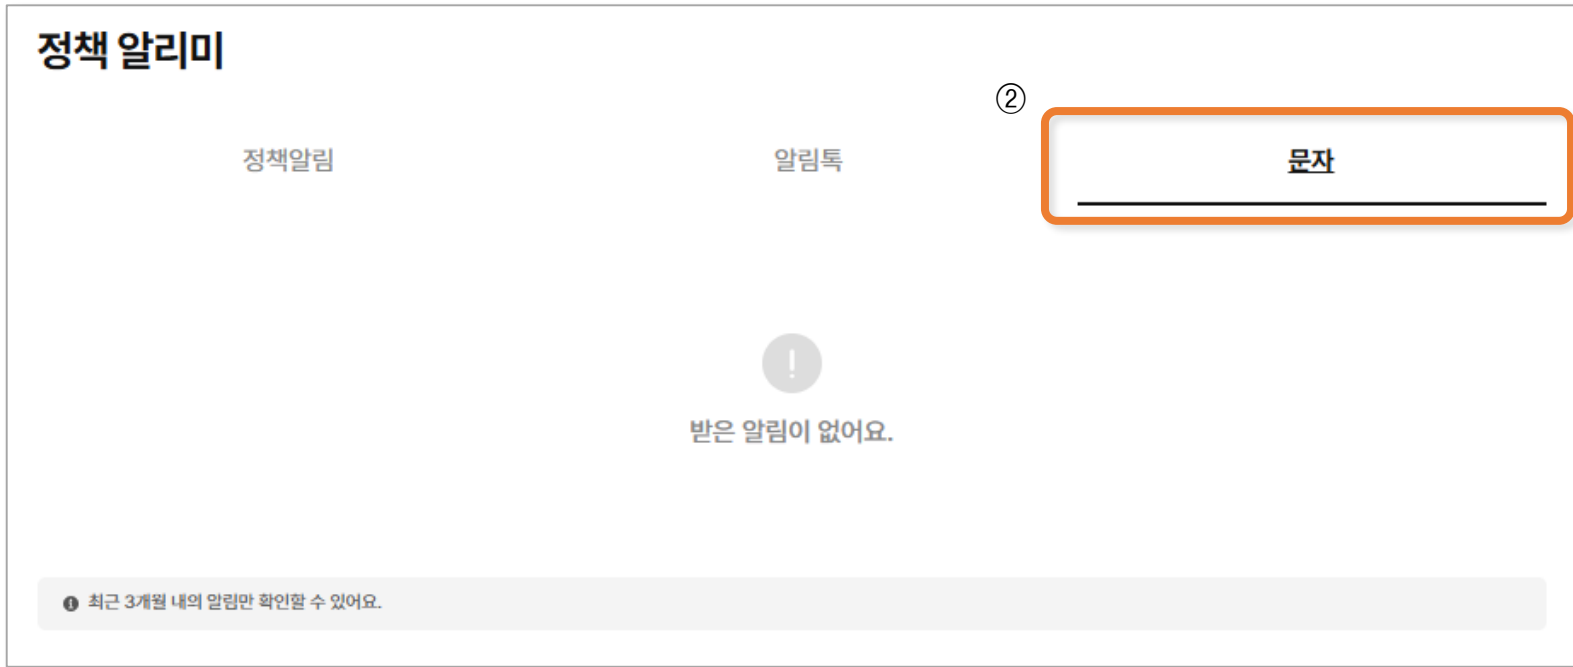 정책 알리미
②
정책알림
알림톡
문자
받은 알림이 없어요.
최근 3개월 내의 알림만 확인할 수 있어요.